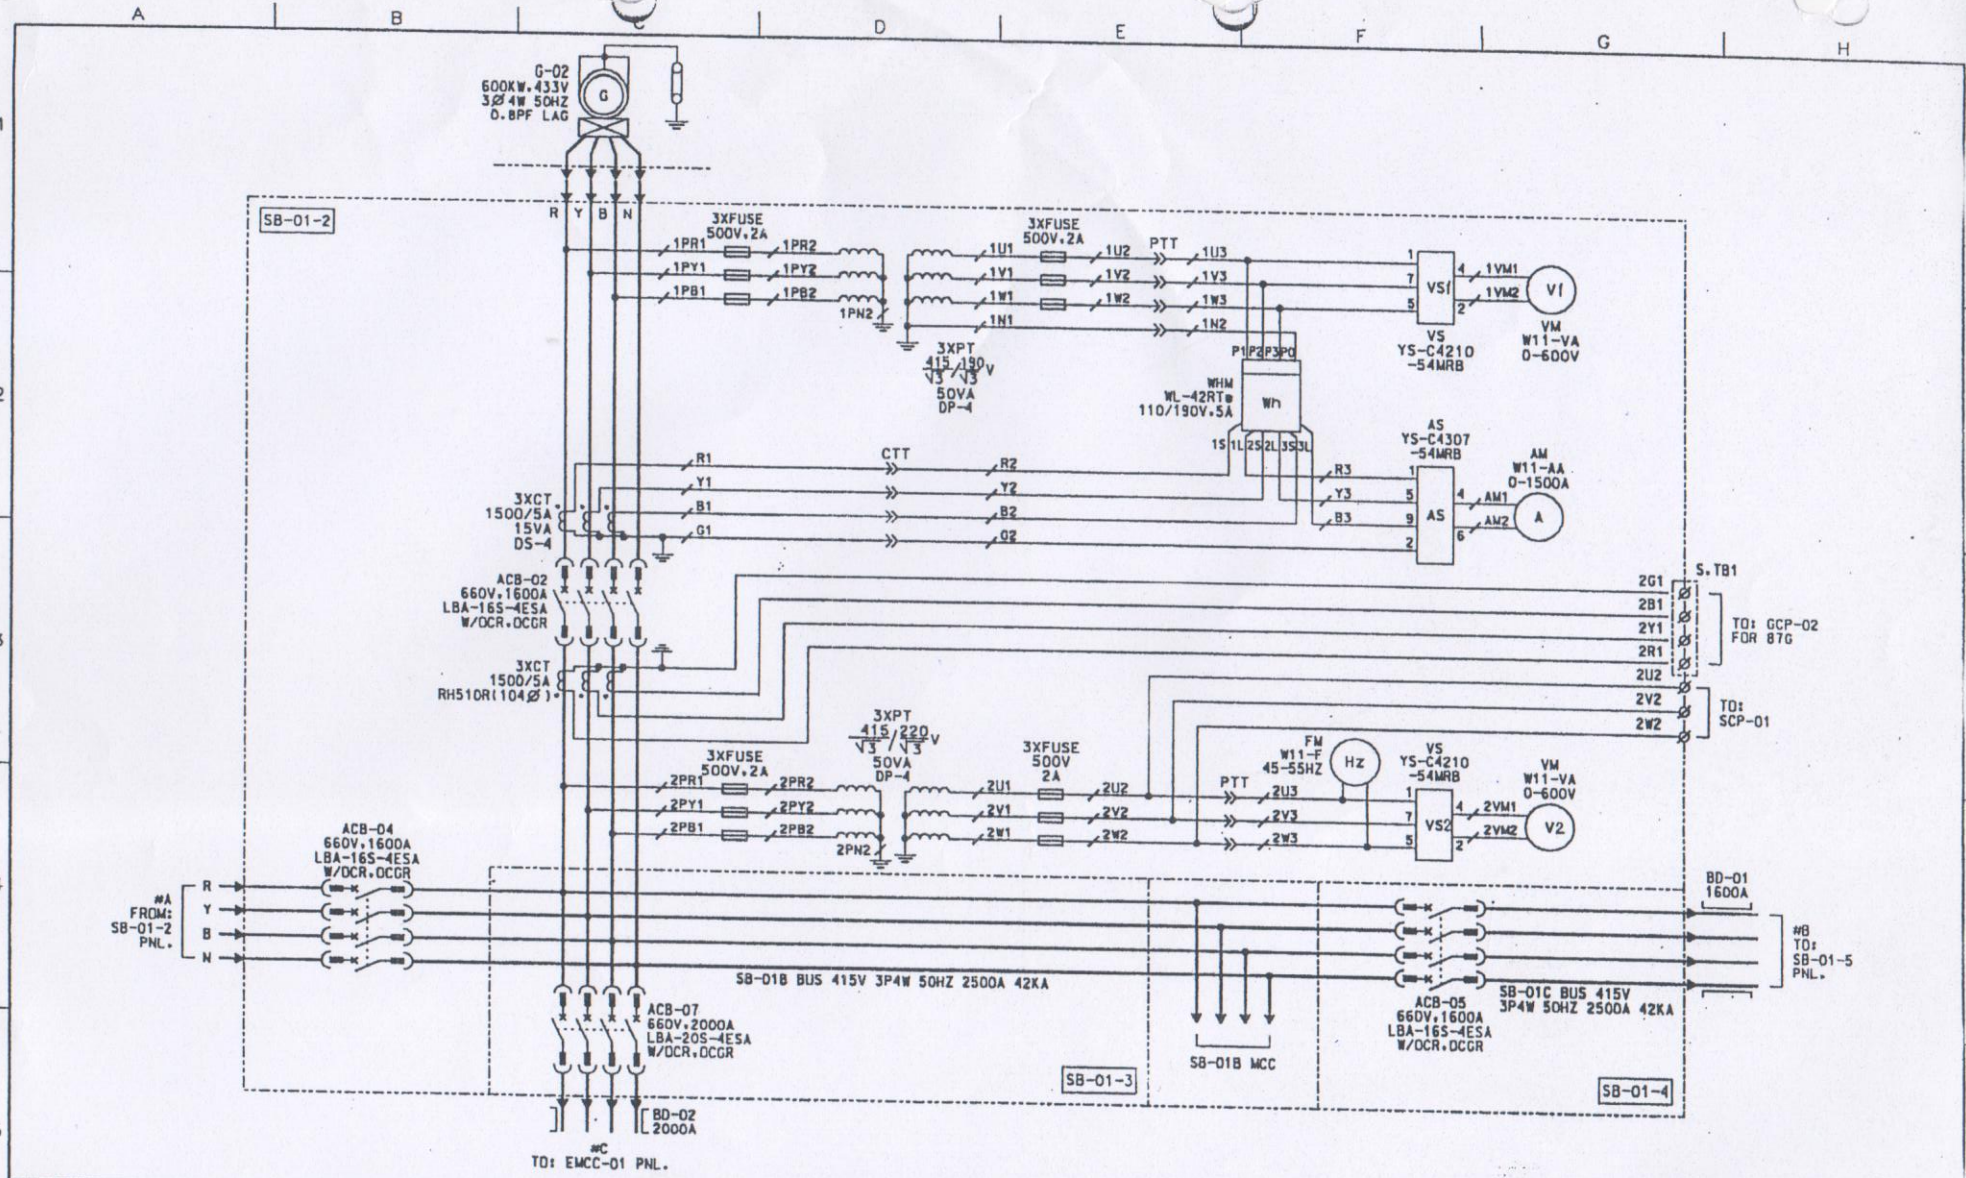 A
B
C
D
E
F
G
H
1
G-02
600KW,433V
3Ø 4W 50HZ
0.8PF LAG
G
SB-01-2
R Y B N
3XFUSE
500V,2A
1PR1
1PR2
1PY1
1PY2
1PB1
1PB2
1PN2
3XFUSE
500V,2A
1U1
1U2
PTT
1U3
1V1
1V2
1V3
1W1
1W2
1W3
1N1
1N2
3XPT
415/√3 / 190/√3 V
50VA
DP-4
P1 P2 P3 P0
WHM
110/190V,5A
Wh
1S 1L 2S 2L 3S 3L
1
7
5
VS1
4
2
1VM1
1VM2
V1
VS
YS-C4210
-54MRB
VM
W11-VA
0-600V
2
R1
CTT
R2
Y1
Y2
B1
B2
G1
R3
Y3
B3
AS
YS-C4307
-54MRB
1
5
9
2
AS
4
6
AM1
AM2
A
AM
W11-AA
0-1500A
3XCT
1500/5A
15VA
DS-4
ACB-02
660V,1600A
LBA-16S-4ESA
W/OCR,OCGR
3
3XCT
1500/5A
RH510R(104Ø)
S.TB1
2G1
2B1
2Y1
2R1
TO: GCP-02
FOR 87G
2U2
2V2
2W2
TO:
SCP-01
3XFUSE
500V,2A
2PR1
2PR2
2PY1
2PY2
2PB1
2PB2
2PN2
3XPT
415/√3 / 220/√3 V
50VA
DP-4
3XFUSE
500V
2A
2U1
2U2
2V1
2V2
2W1
2W2
PTT
2U3
2V3
2W3
FM
W11-F
45-55HZ
Hz
VS
YS-C4210
-54MRB
1
7
5
VS2
4
2
2VM1
2VM2
V2
VM
W11-VA
0-600V
ACB-04
660V,1600A
LBA-16S-4ESA
W/OCR,OCGR
4
#A
FROM:
SB-01-2
PNL.
R
Y
B
N
SB-01B BUS 415V 3P4W 50HZ 2500A 42KA
BD-01
1600A
#B
TO:
SB-01-5
PNL.
ACB-07
660V,2000A
LBA-20S-4ESA
W/OCR,OCGR
SB-01B MCC
ACB-05
660V,1600A
LBA-16S-4ESA
W/OCR,OCGR
SB-01C BUS 415V
3P4W 50HZ 2500A 42KA
SB-01-3
SB-01-4
BD-02
2000A
#C
TO: EMCC-01 PNL.